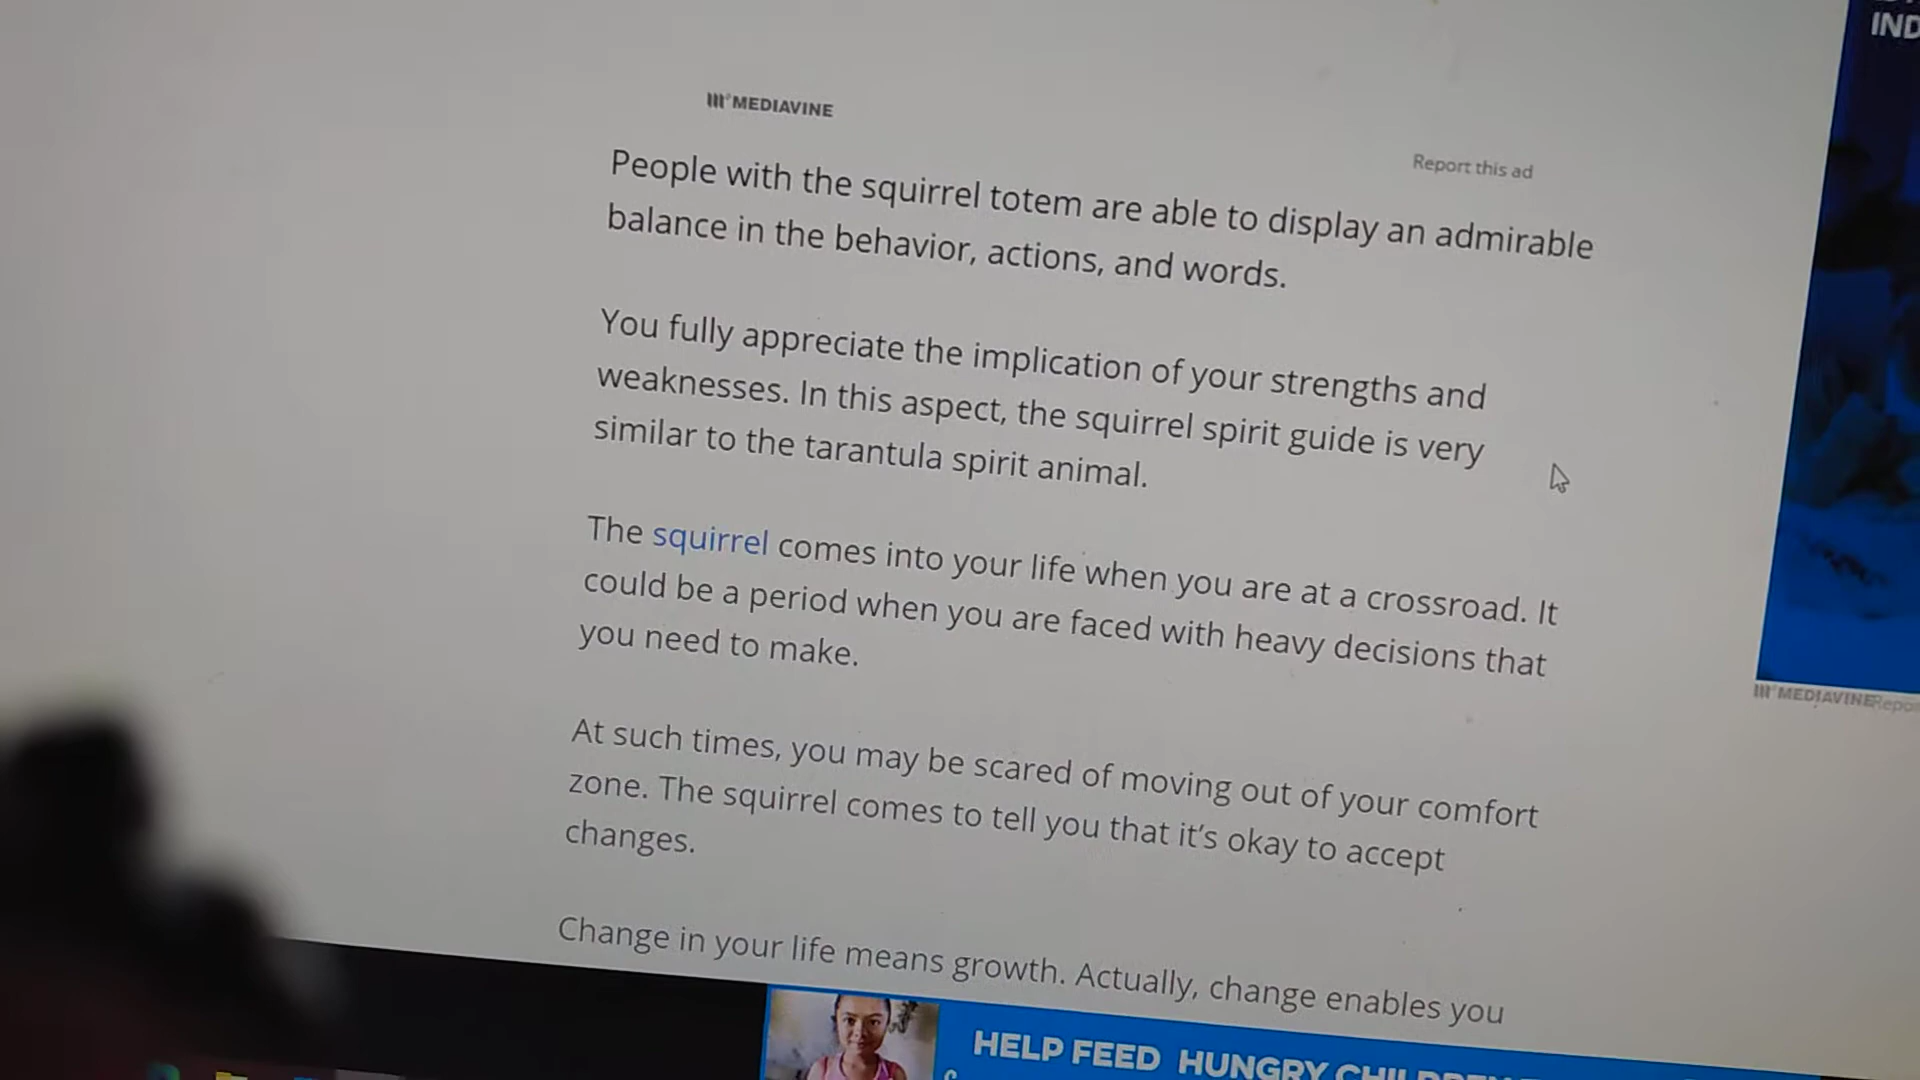 IND
MEDIAVINE
Report this ad
People with the squirrel totem are able to display an admirable
balance in the behavior, actions, and words.
You fully appreciate the implication of your strengths and
weaknesses. In this aspect, the squirrel spirit guide is very
similar to the tarantula spirit animal.
The squirrel comes into your life when you are at a crossroad. It
could be a period when you are faced with heavy decisions that
you need to make.
MEDIAVINE
At such times, you may be scared of moving out of your comfort
zone. The squirrel comes to tell you that it's okay to accept
changes.
Change in your life means growth. Actually, change enables you
HELP FEED HUNGRY